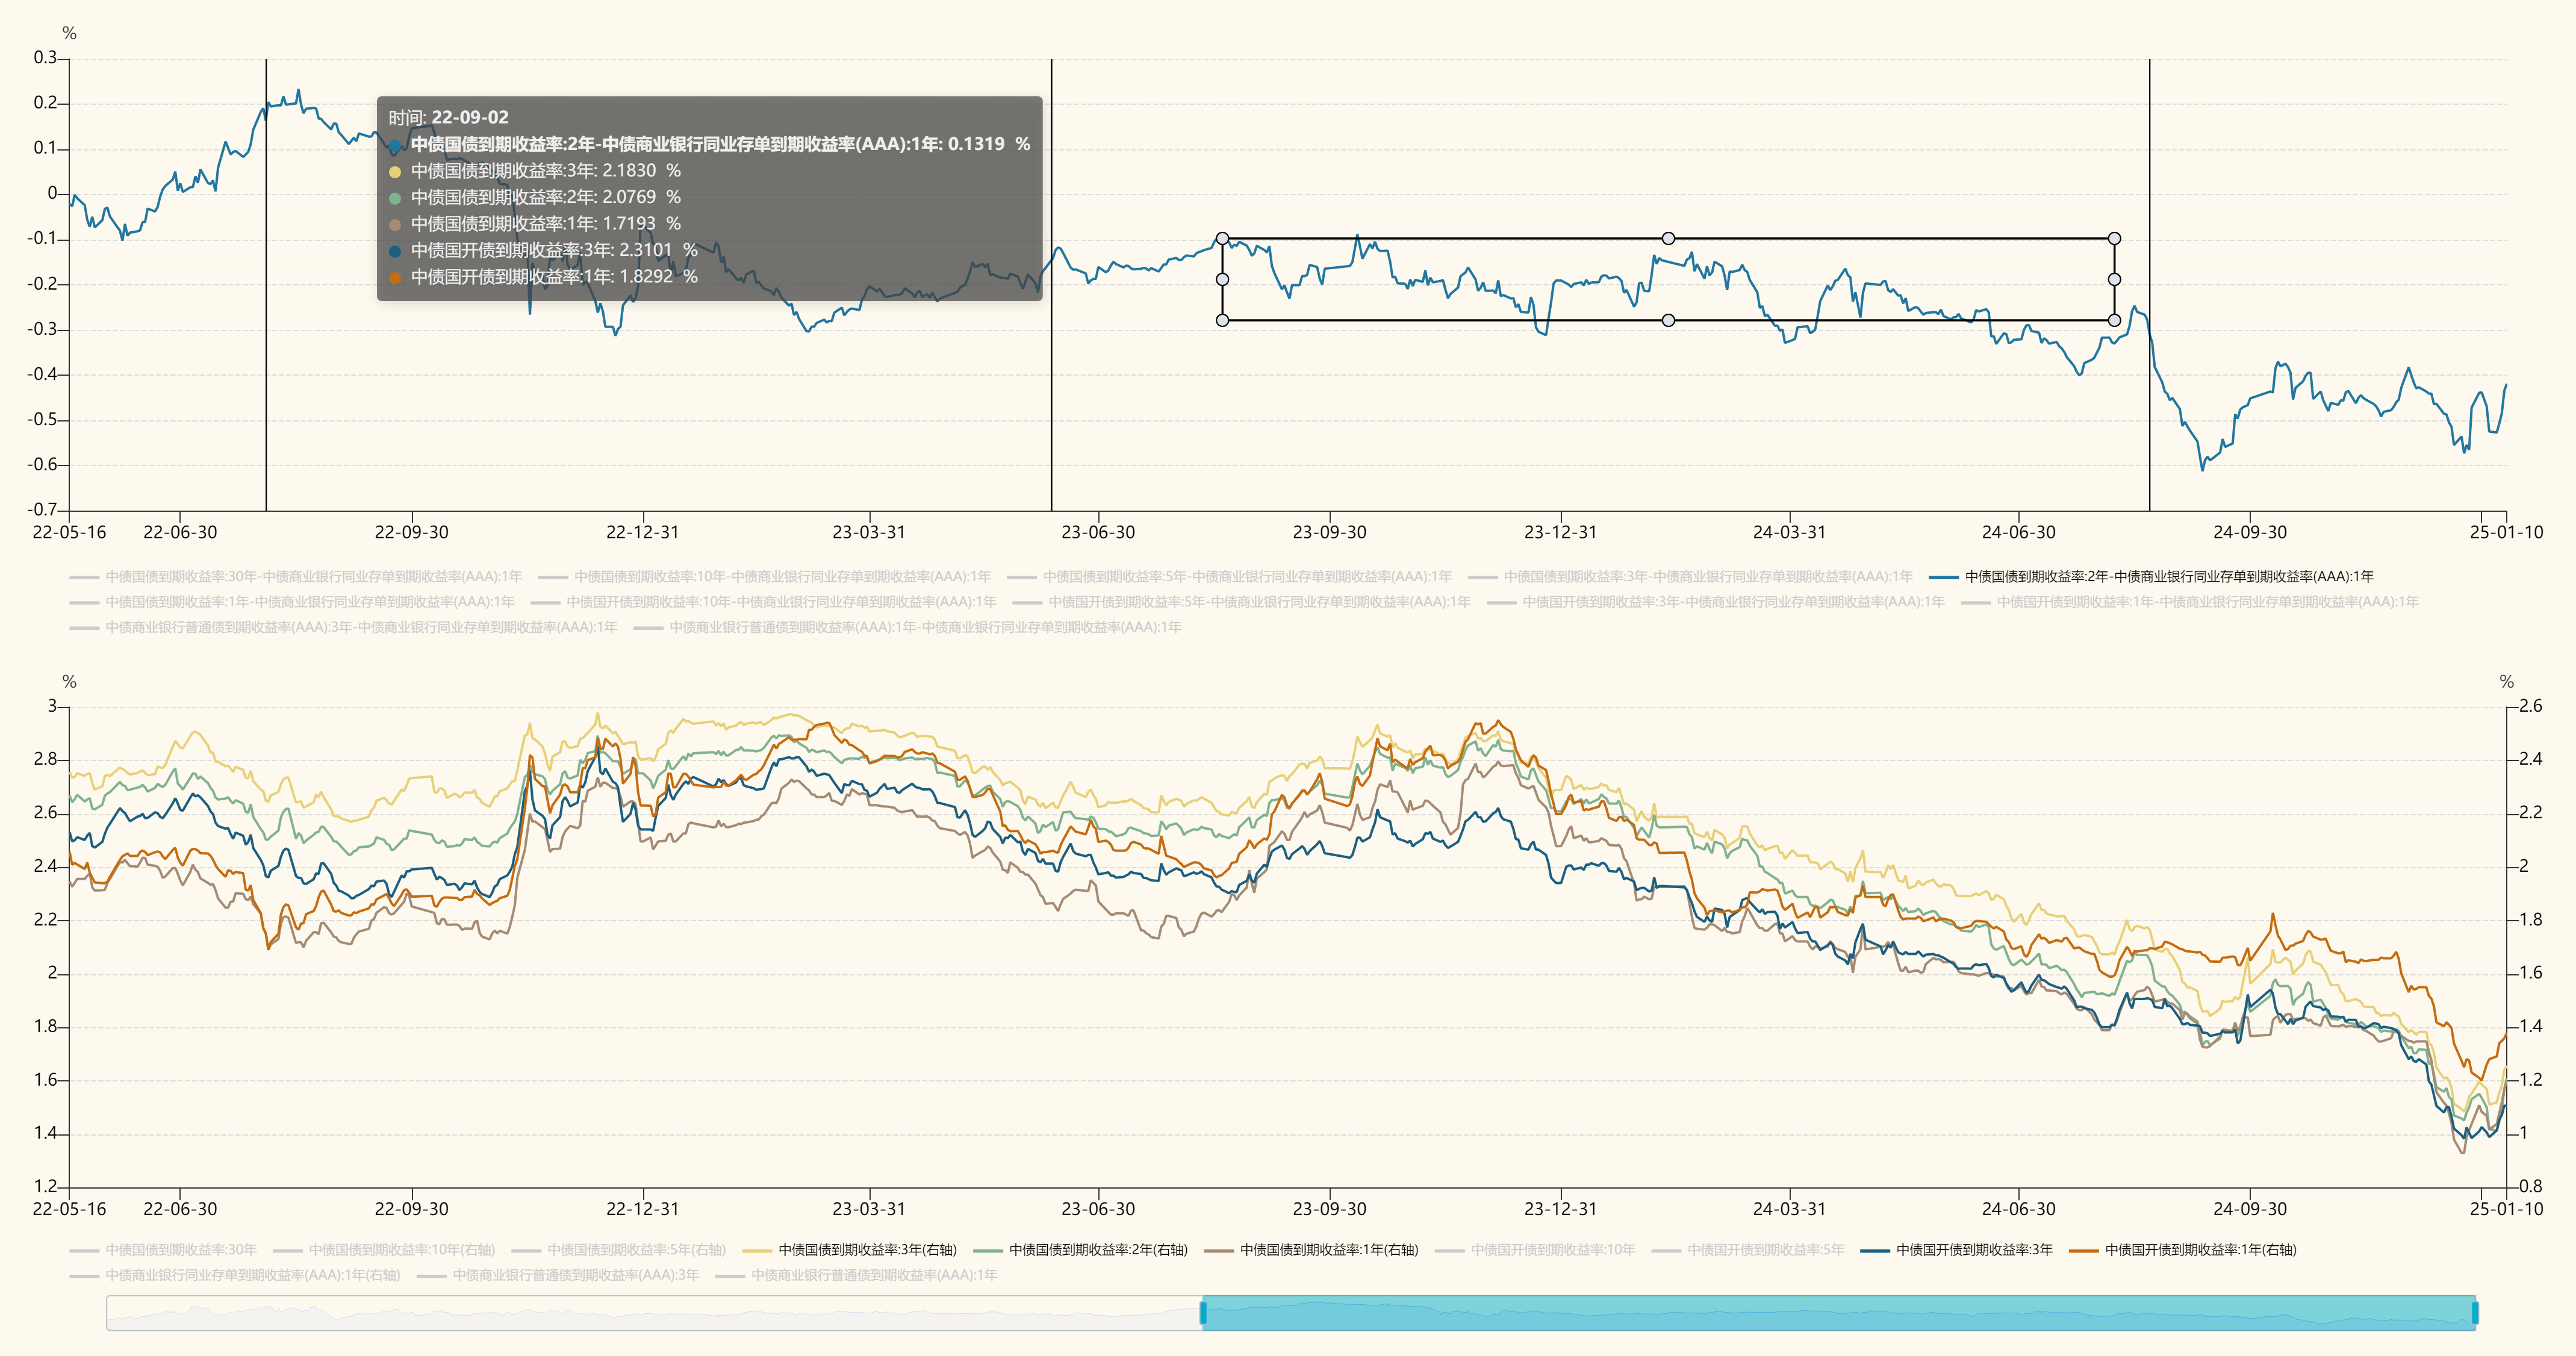 %
0.3
0.2
0.1
0
-0.1
-0.2
-0.3
-0.4
-0.5
-0.6
-0.7
时间: 22-09-02
中债国债到期收益率:2年-中债商业银行同业存单到期收益率(AAA):1年: 0.1319 %
中债国债到期收益率:3年: 2.1830 %
中债国债到期收益率:2年: 2.0769 %
中债国债到期收益率:1年: 1.7193 %
中债国开债到期收益率:3年: 2.3101 %
中债国开债到期收益率:1年: 1.8292 %
22-05-16 22-06-30 22-09-30 22-12-31 23-03-31 23-06-30 23-09-30 23-12-31 24-03-31 24-06-30 24-09-30 25-01-10
中债国债到期收益率:30年-中债商业银行同业存单到期收益率(AAA):1年 中债国债到期收益率:10年-中债商业银行同业存单到期收益率(AAA):1年 中债国债到期收益率:5年-中债商业银行同业存单到期收益率(AAA):1年 中债国债到期收益率:3年-中债商业银行同业存单到期收益率(AAA):1年 中债国债到期收益率:2年-中债商业银行同业存单到期收益率(AAA):1年
中债国债到期收益率:1年-中债商业银行同业存单到期收益率(AAA):1年 中债国开债到期收益率:10年-中债商业银行同业存单到期收益率(AAA):1年 中债国开债到期收益率:5年-中债商业银行同业存单到期收益率(AAA):1年 中债国开债到期收益率:3年-中债商业银行同业存单到期收益率(AAA):1年 中债国开债到期收益率:1年-中债商业银行同业存单到期收益率(AAA):1年
中债商业银行普通债到期收益率(AAA):3年-中债商业银行同业存单到期收益率(AAA):1年 中债商业银行普通债到期收益率(AAA):1年-中债商业银行同业存单到期收益率(AAA):1年
% %
3 2.6
2.8 2.4
2.6 2.2
2.4 2
2.2 1.8
2 1.6
1.8 1.4
1.6 1.2
1.4 1
1.2 0.8
22-05-16 22-06-30 22-09-30 22-12-31 23-03-31 23-06-30 23-09-30 23-12-31 24-03-31 24-06-30 24-09-30 25-01-10
中债国债到期收益率:30年 中债国债到期收益率:10年(右轴) 中债国债到期收益率:5年(右轴) 中债国债到期收益率:3年(右轴) 中债国债到期收益率:2年(右轴) 中债国债到期收益率:1年(右轴) 中债国开债到期收益率:10年 中债国开债到期收益率:5年 中债国开债到期收益率:3年 中债国开债到期收益率:1年(右轴)
中债商业银行同业存单到期收益率(AAA):1年(右轴) 中债商业银行普通债到期收益率(AAA):3年 中债商业银行普通债到期收益率(AAA):1年